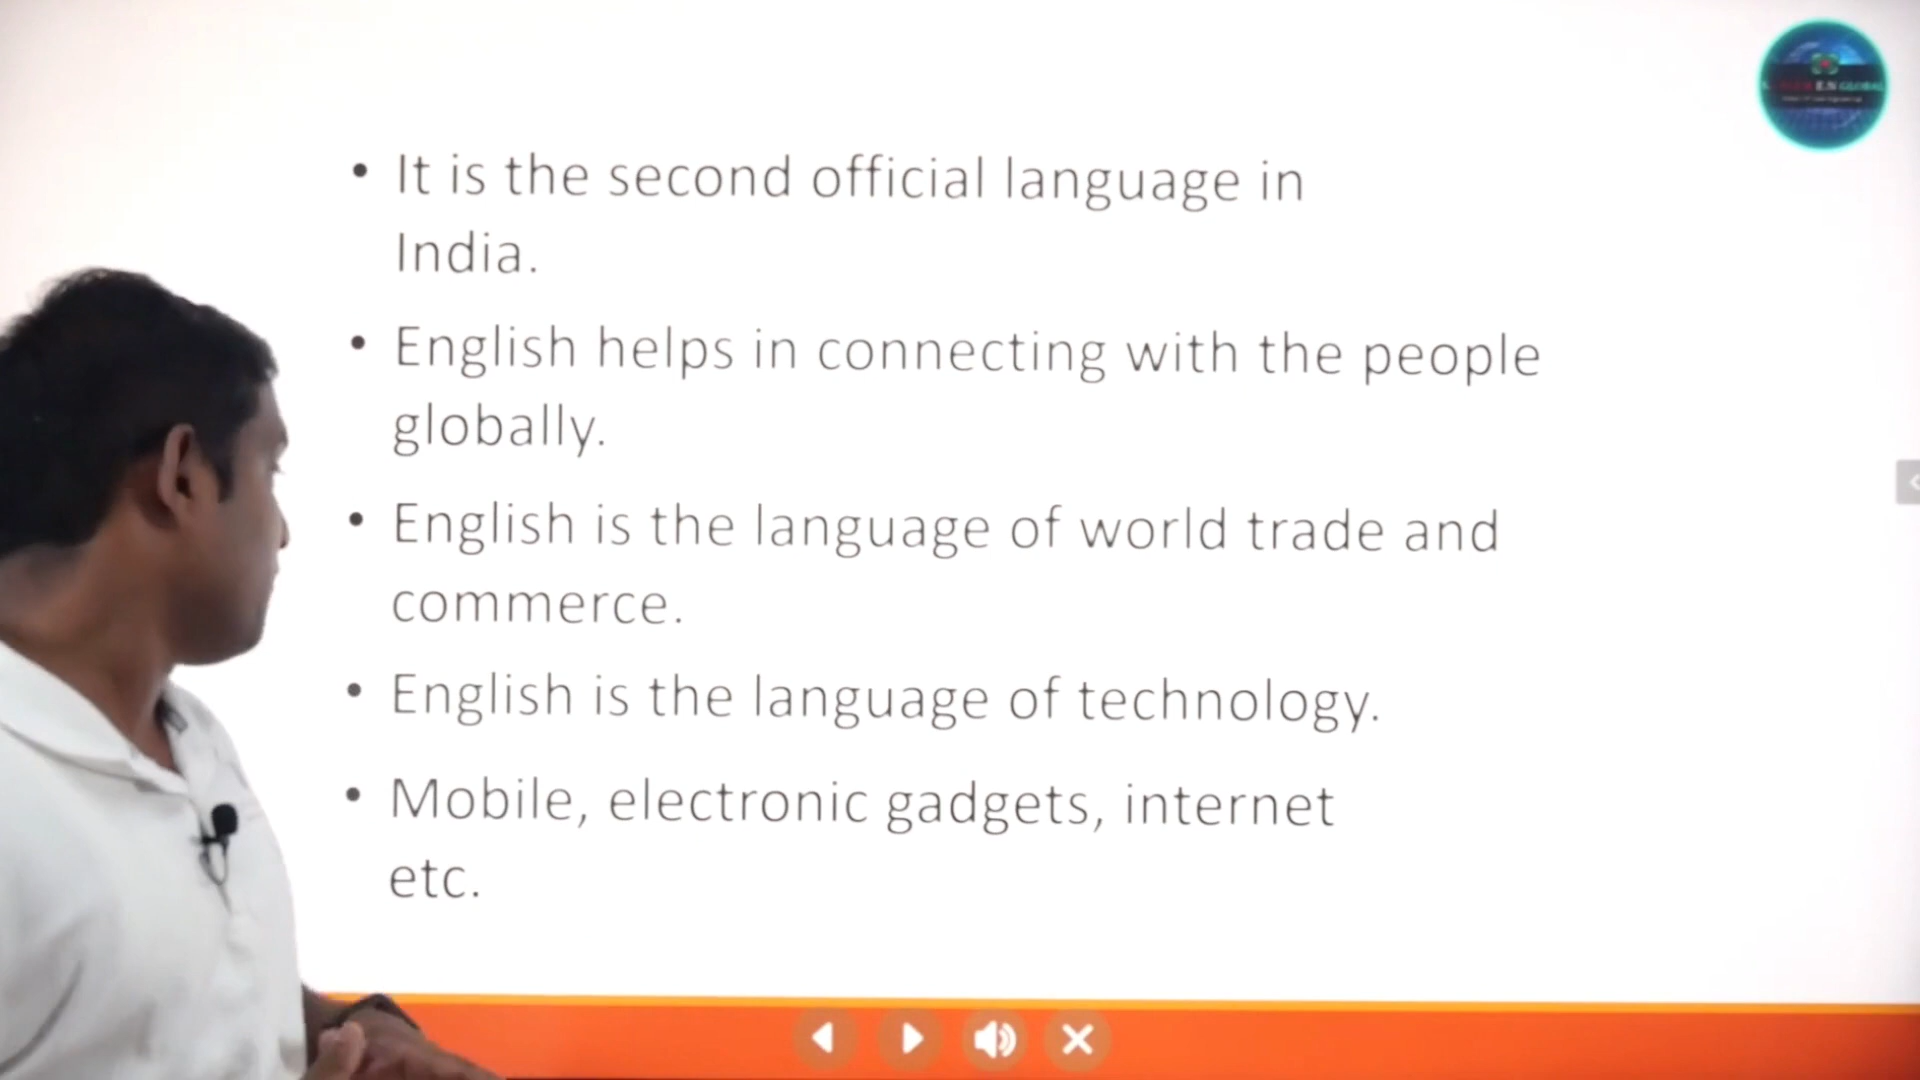 • It is the second official language in
India.
• English helps in connecting with the people
globally.
• English is the language of world trade and
commerce.
• English is the language of technology.
• Mobile, electronic gadgets, internet
etc.
E.N GLOBAL